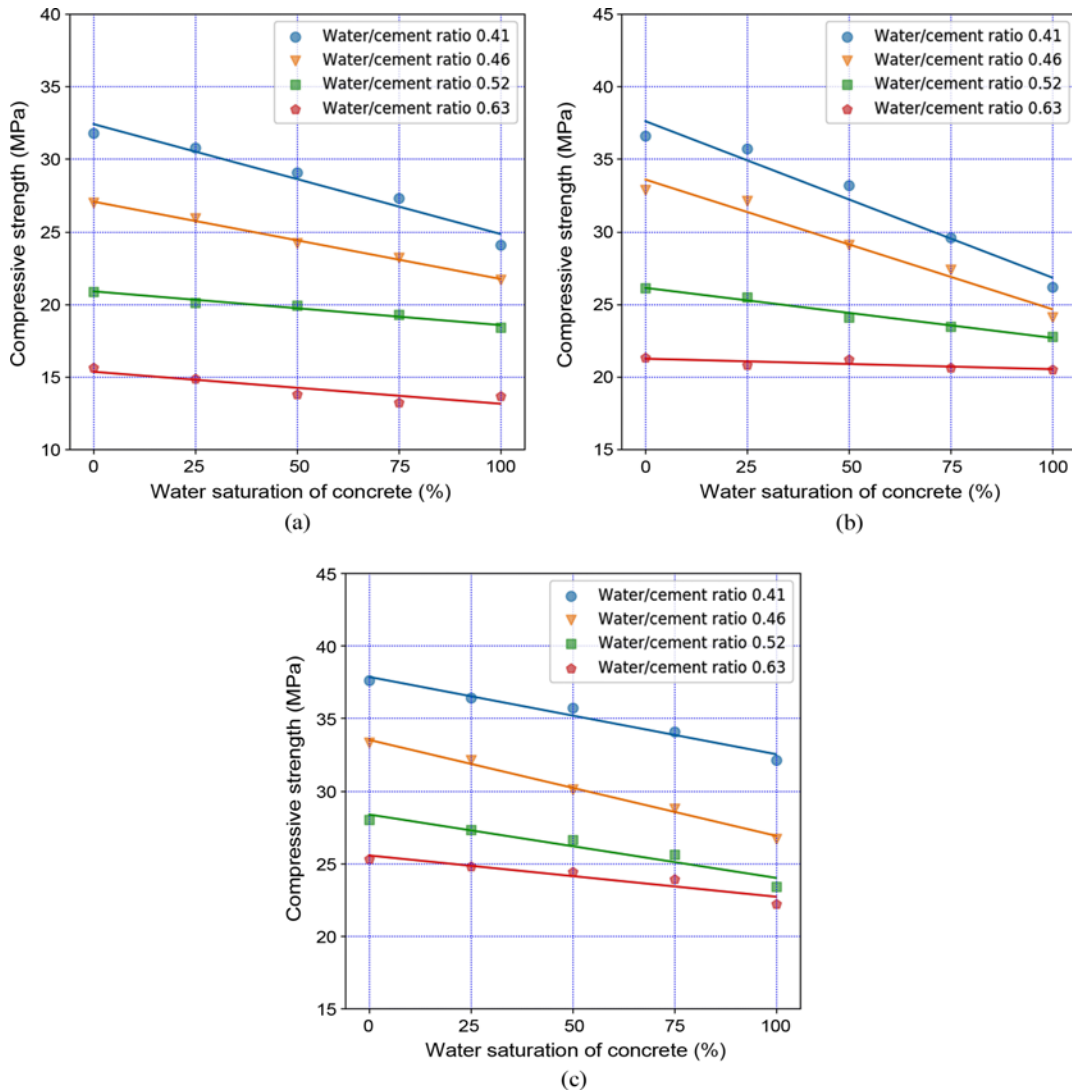 40
35
30
25
20
15
10
Compressive strength (MPa)
Water/cement ratio 0.41
Water/cement ratio 0.46
Water/cement ratio 0.52
Water/cement ratio 0.63
0 25 50 75 100
Water saturation of concrete (%)
(a)
45
40
35
30
25
20
15
Compressive strength (MPa)
Water/cement ratio 0.41
Water/cement ratio 0.46
Water/cement ratio 0.52
Water/cement ratio 0.63
0 25 50 75 100
Water saturation of concrete (%)
(b)
45
40
35
30
25
20
15
Compressive strength (MPa)
Water/cement ratio 0.41
Water/cement ratio 0.46
Water/cement ratio 0.52
Water/cement ratio 0.63
0 25 50 75 100
Water saturation of concrete (%)
(c)